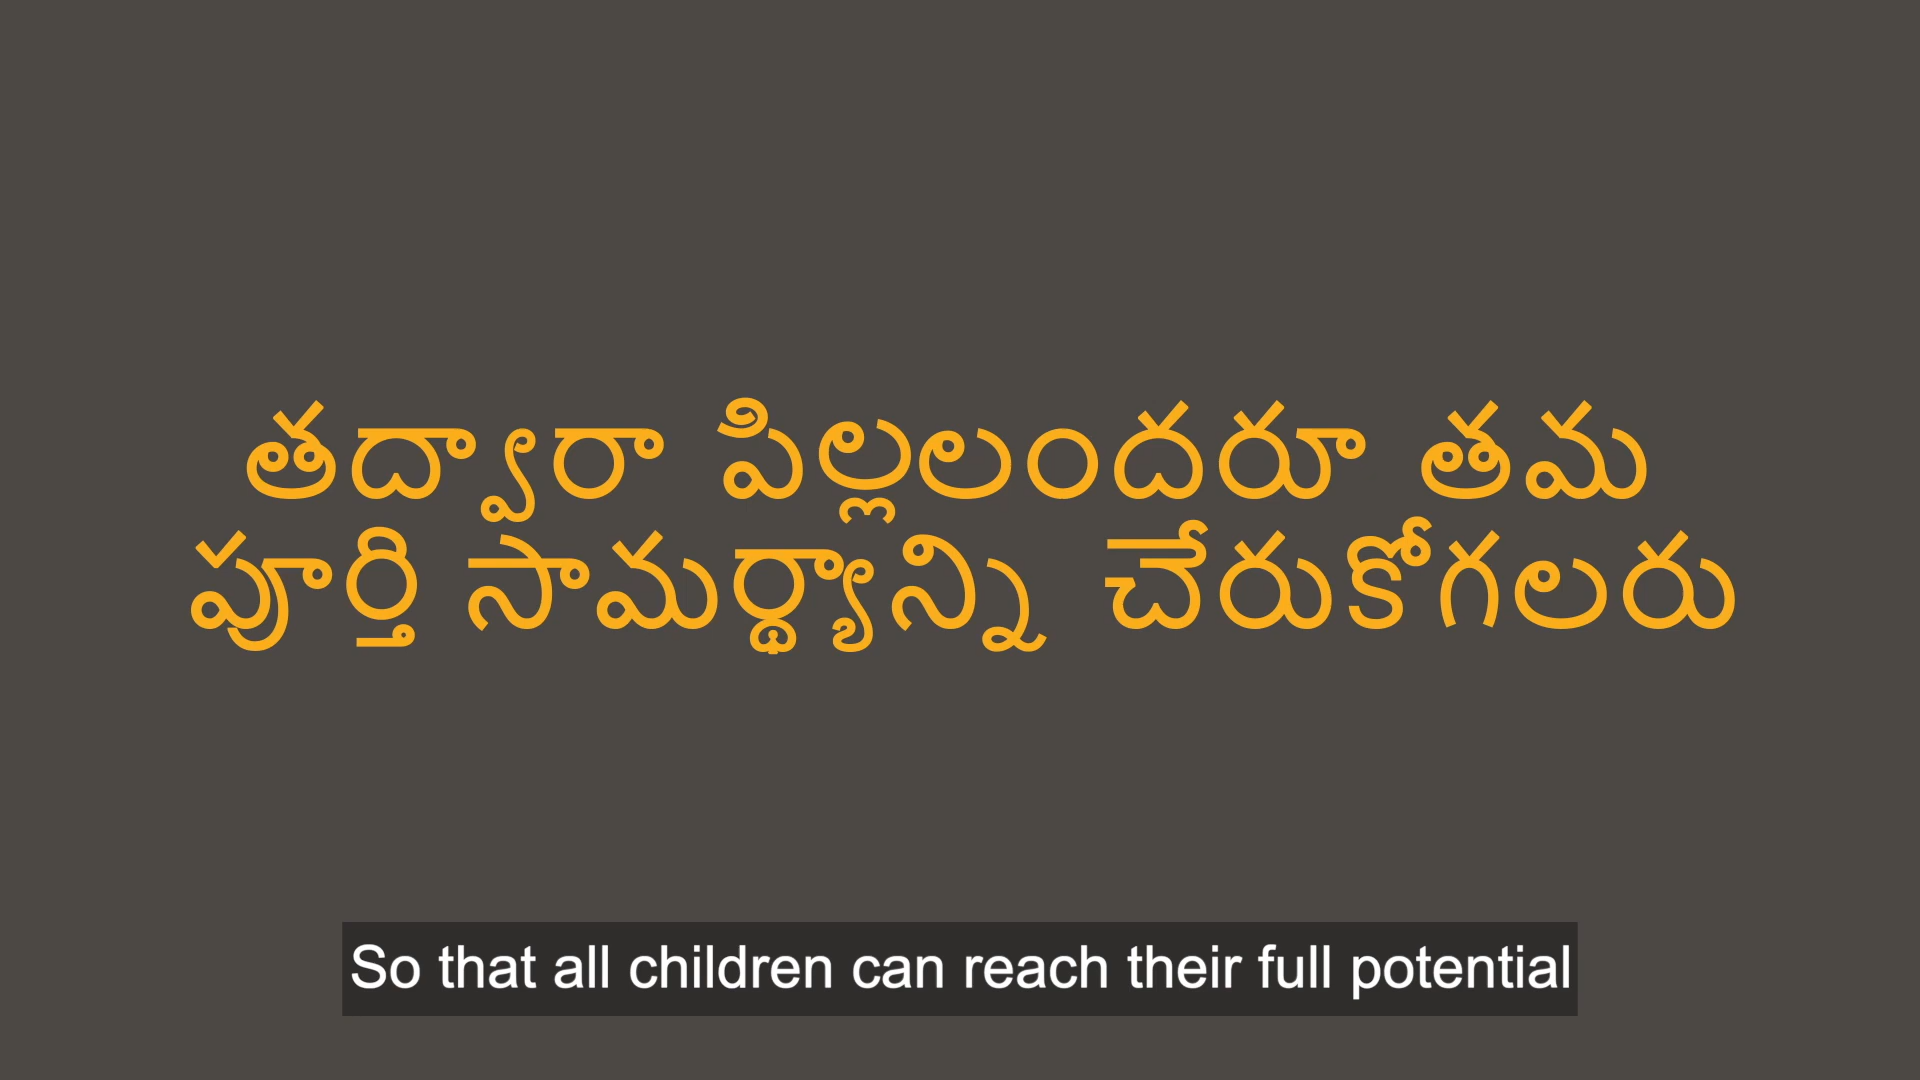 తద్వారా పిల్లలందరూ తమ
పూర్తి సామర్థ్యాన్ని చేరుకోగలరు
So that all children can reach their full potential